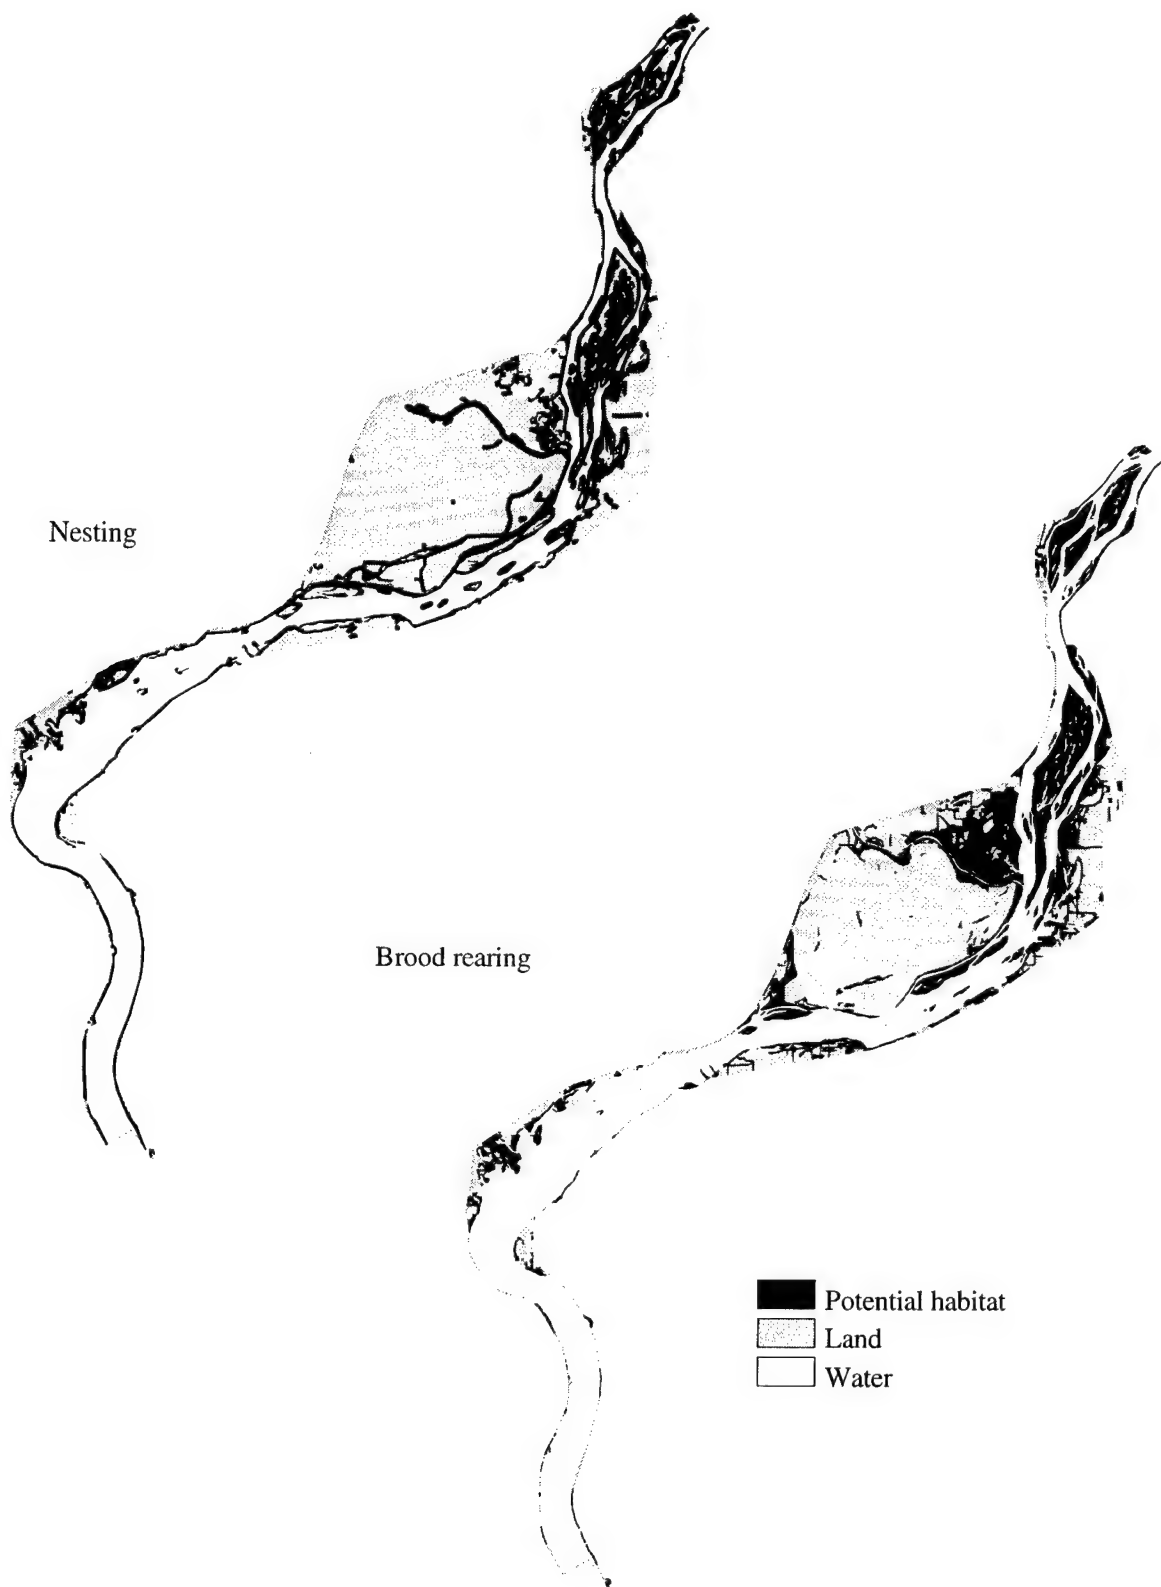 Nesting
Brood rearing
Potential habitat
Land
Water